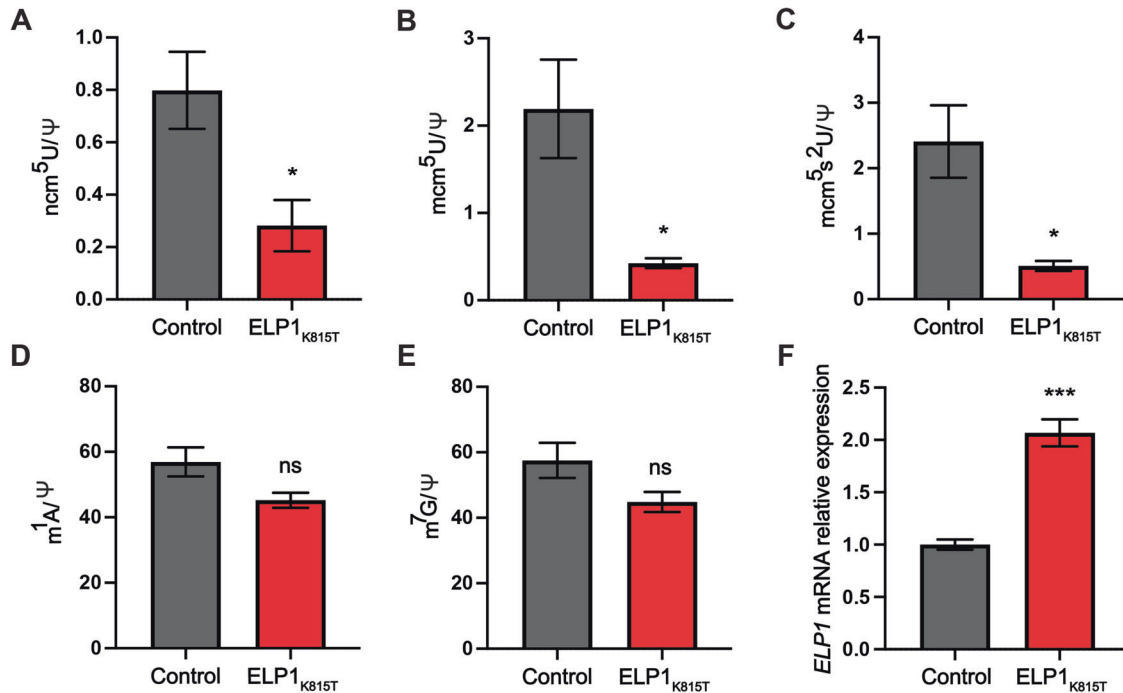 A
ncm⁵U/Ψ
1.0
0.8
0.6
0.4
0.2
0.0
*
Control
ELP1K815T
B
mcm⁵U/Ψ
3
2
1
0
*
Control
ELP1K815T
C
mcm⁵s²U/Ψ
4
3
2
1
0
*
Control
ELP1K815T
D
m¹A/Ψ
80
60
40
20
0
ns
Control
ELP1K815T
E
m⁷G/Ψ
80
60
40
20
0
ns
Control
ELP1K815T
F
ELP1 mRNA relative expression
2.5
2.0
1.5
1.0
0.5
0.0
***
Control
ELP1K815T